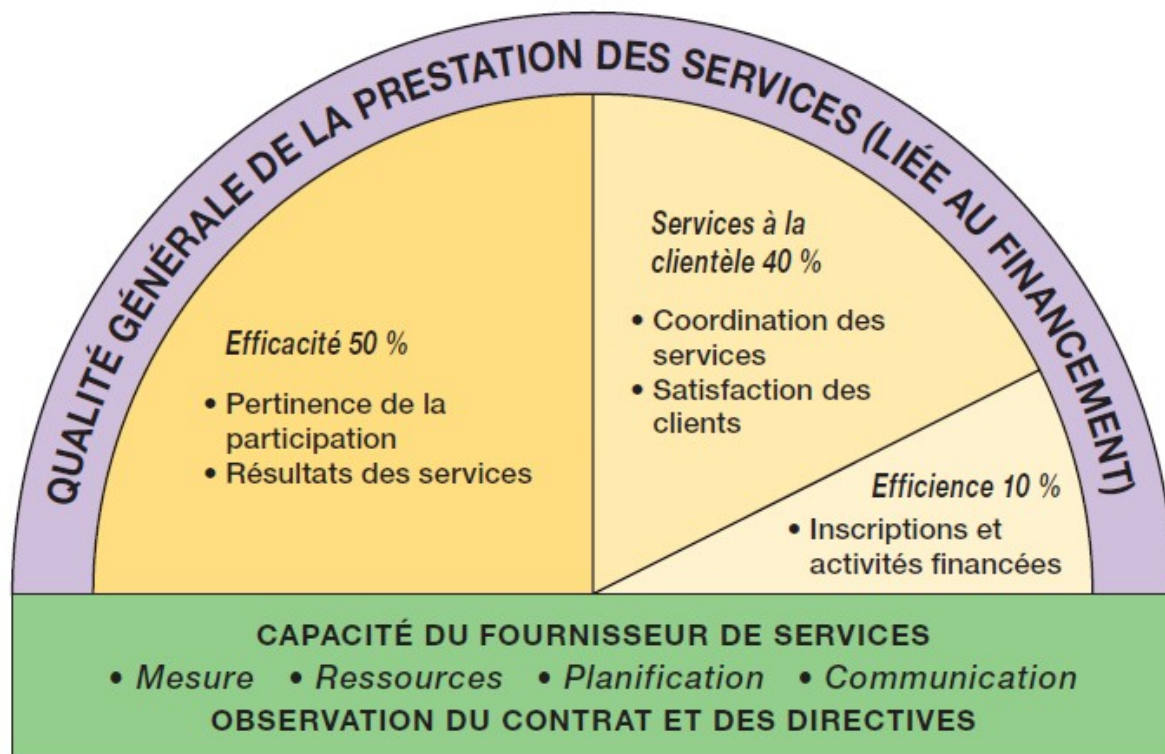 QUALITÉ GÉNÉRALE DE LA PRESTATION DES SERVICES (LIÉE AU FINANCEMENT)
Efficacité 50 %
• Pertinence de la
participation
• Résultats des services
Services à la
clientèle 40 %
• Coordination des
services
• Satisfaction des
clients
Efficience 10 %
• Inscriptions et
activités financées
CAPACITÉ DU FOURNISSEUR DE SERVICES
• Mesure • Ressources • Planification • Communication
OBSERVATION DU CONTRAT ET DES DIRECTIVES